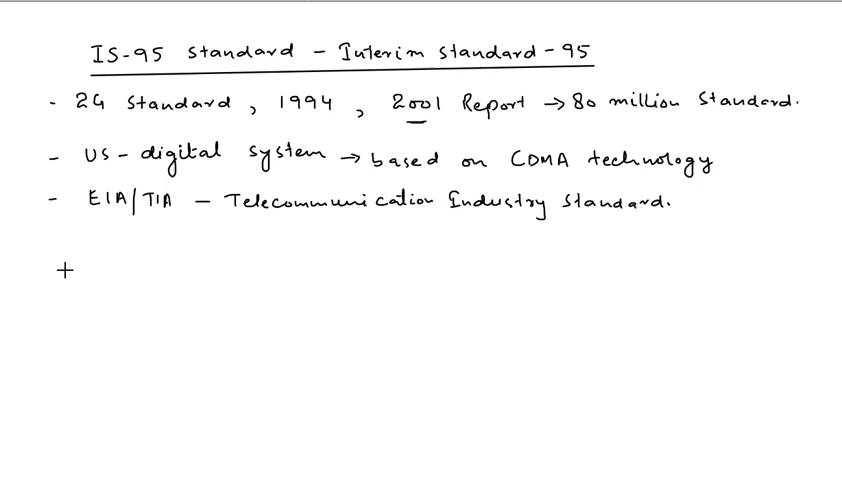 IS-95 Standard - Interim Standard - 95
- 2G Standard, 1994, 2001 Report → 80 million Standard.
- US - digital system → based on CDMA technology
- EIA/TIA - Telecommunication Industry Standard.